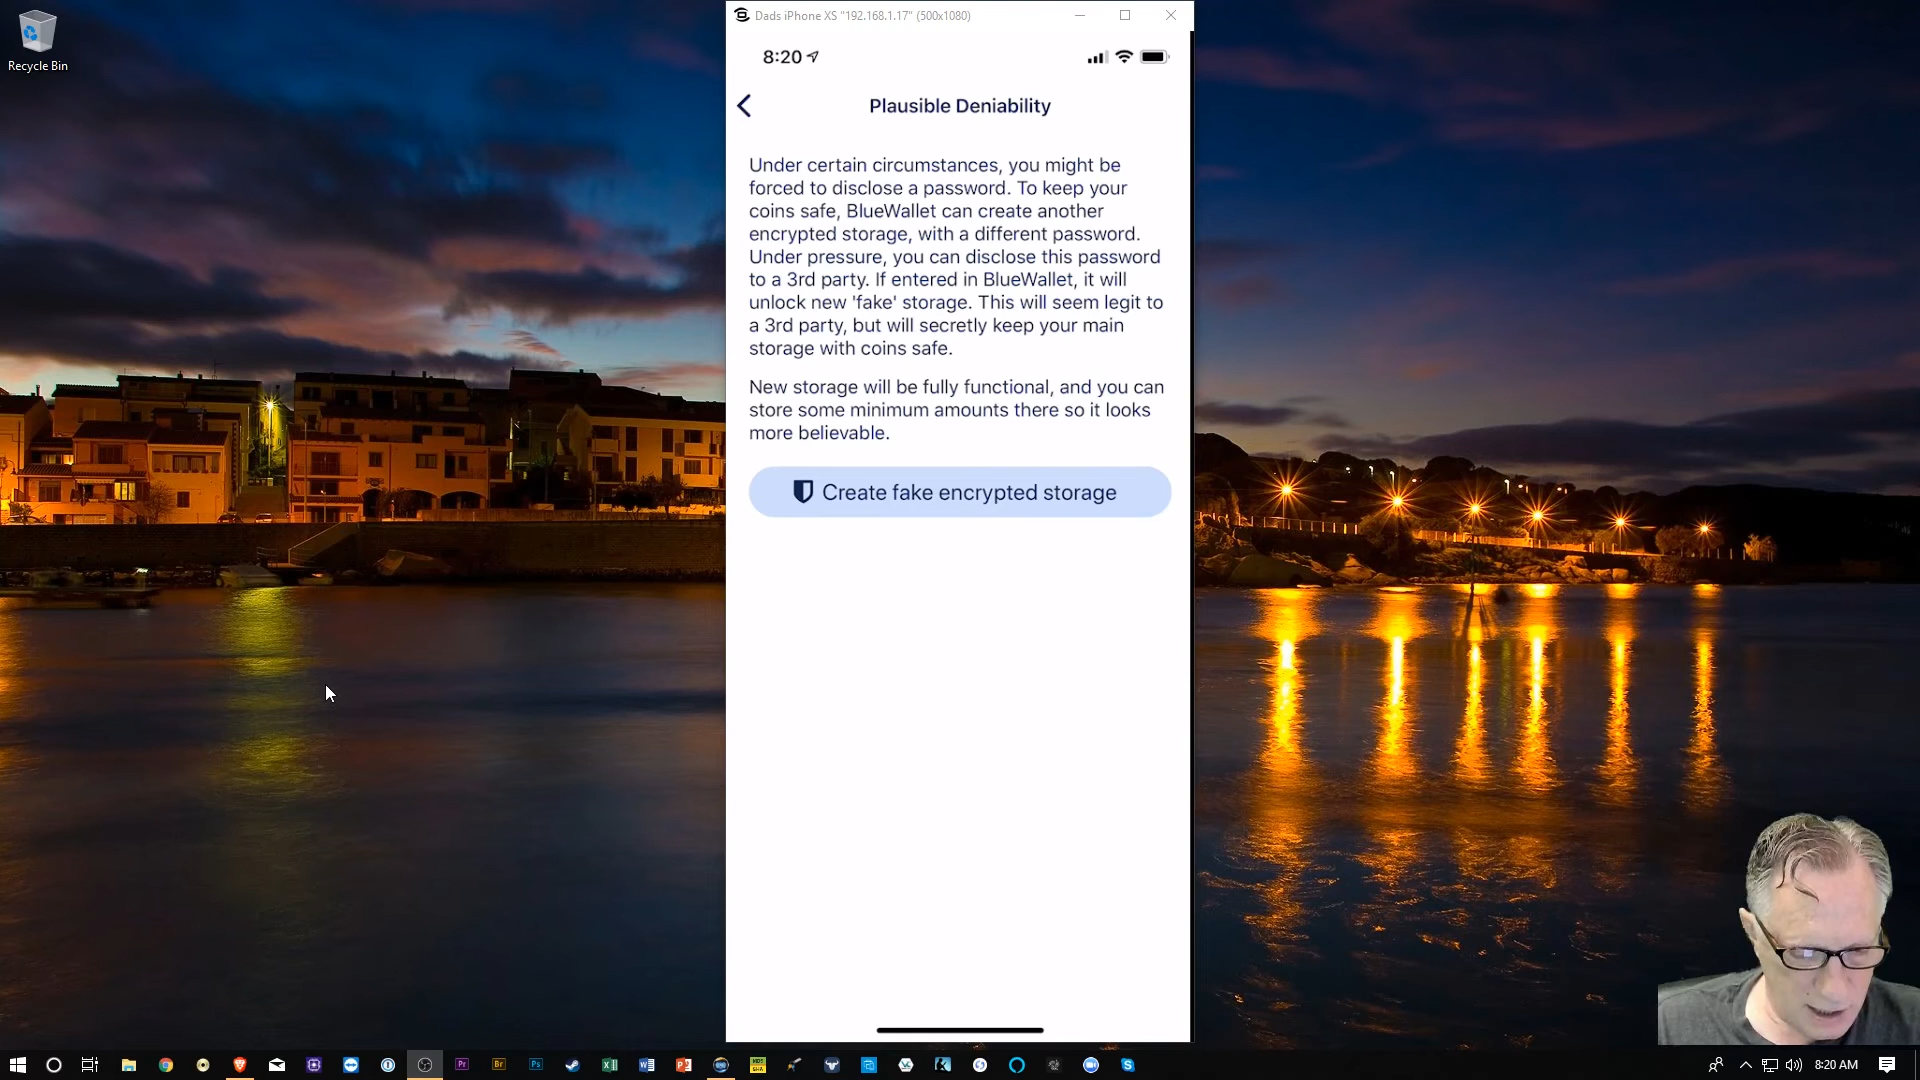 Recycle Bin
Dads iPhone XS "192.168.1.17" (500x1080)
8:20
Plausible Deniability
Under certain circumstances, you might be
forced to disclose a password. To keep your
coins safe, BlueWallet can create another
encrypted storage, with a different password.
Under pressure, you can disclose this password
to a 3rd party. If entered in BlueWallet, it will
unlock new 'fake' storage. This will seem legit to
a 3rd party, but will secretly keep your main
storage with coins safe.
New storage will be fully functional, and you can
store some minimum amounts there so it looks
more believable.
Create fake encrypted storage
Pr
Br
Ps
8:20 AM